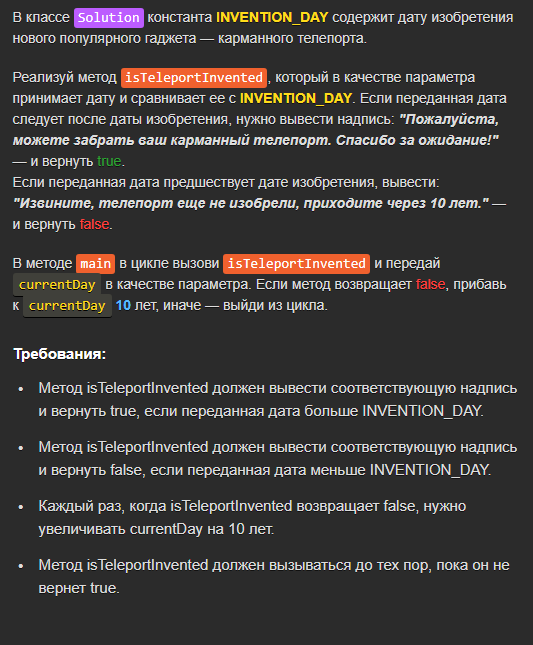 В классе Solution константа INVENTION_DAY содержит дату изобретения
нового популярного гаджета — карманного телепорта.
Реализуй метод isTeleportInvented, который в качестве параметра
принимает дату и сравнивает ее с INVENTION_DAY. Если переданная дата
следует после даты изобретения, нужно вывести надпись: "Пожалуйста,
можете забрать ваш карманный телепорт. Спасибо за ожидание!"
— и вернуть true.
Если переданная дата предшествует дате изобретения, вывести:
"Извините, телепорт еще не изобрели, приходите через 10 лет." —
и вернуть false.
В методе main в цикле вызови isTeleportInvented и передай
currentDay в качестве параметра. Если метод возвращает false, прибавь
к currentDay 10 лет, иначе — выйди из цикла.
Требования:
• Метод isTeleportInvented должен вывести соответствующую надпись
и вернуть true, если переданная дата больше INVENTION_DAY.
• Метод isTeleportInvented должен вывести соответствующую надпись
и вернуть false, если переданная дата меньше INVENTION_DAY.
• Каждый раз, когда isTeleportInvented возвращает false, нужно
увеличивать currentDay на 10 лет.
• Метод isTeleportInvented должен вызываться до тех пор, пока он не
вернет true.